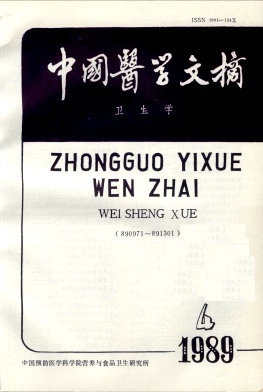 ISSN 1001—134X
中國醫学文摘
卫生学
ZHONGGUO YIXUE
WEN ZHAI
WEI SHENG XUE
(890971～891301)
4
1989
中国预防医学科学院营养与食品卫生研究所